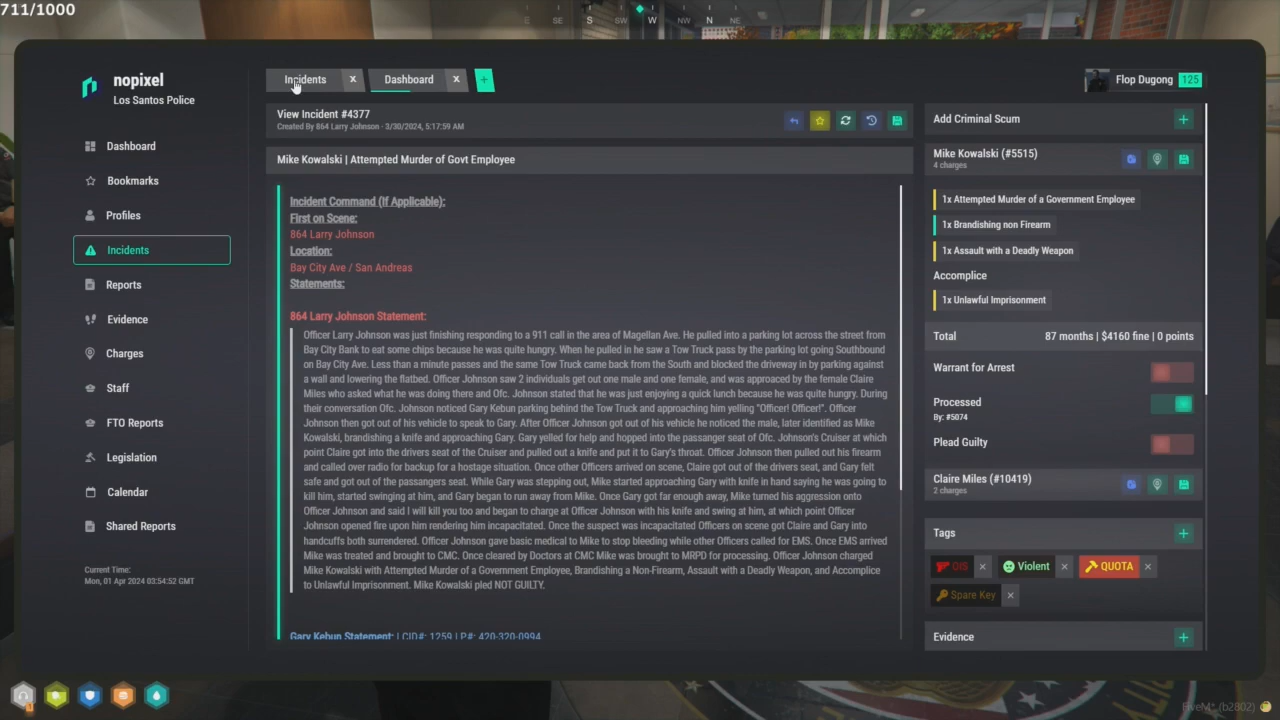 711/1000
E SE S SW W NW N NE
nopixel
Los Santos Police
Dashboard
Bookmarks
Profiles
Incidents
Reports
Evidence
Charges
Staff
FTO Reports
Legislation
Calendar
Shared Reports
Current Time:
Mon, 01 Apr 2024 03:54:52 GMT
Incidents x Dashboard x +
Flop Dugong 125
View Incident #4377
Created By 864 Larry Johnson · 3/30/2024, 5:17:59 AM
Mike Kowalski | Attempted Murder of Govt Employee
Incident Command (If Applicable):
First on Scene:
864 Larry Johnson
Location:
Bay City Ave / San Andreas
Statements:
864 Larry Johnson Statement:
Officer Larry Johnson was just finishing responding to a 911 call in the area of Magellan Ave. He pulled into a parking lot across the street from
Bay City Bank to eat some chips because he was quite hungry. When he pulled in he saw a Tow Truck pass by the parking lot going Southbound
on Bay City Ave. Less than a minute passes and the same Tow Truck came back from the South and blocked the driveway in by parking against
a wall and lowering the flatbed. Officer Johnson saw 2 individuals get out one male and one female, and was approaced by the female Claire
Miles who asked what he was doing there and Ofc. Johnson stated that he was just enjoying a quick lunch because he was quite hungry. During
their conversation Ofc. Johnson noticed Gary Kebun parking behind the Tow Truck and approaching him yelling "Officer! Officer!". Officer
Johnson then got out of his vehicle to speak to Gary. After Officer Johnson got out of his vehicle he noticed the male, later identified as Mike
Kowalski, brandishing a knife and approaching Gary. Gary yelled for help and hopped into the passanger seat of Ofc. Johnson's Cruiser at which
point Claire got into the drivers seat of the Cruiser and pulled out a knife and put it to Gary's throat. Officer Johnson then pulled out his firearm
and called over radio for backup for a hostage situation. Once other Officers arrived on scene, Claire got out of the drivers seat, and Gary felt
safe and got out of the passangers seat. While Gary was stepping out, Mike started approaching Gary with knife in hand saying he was going to
kill him, started swinging at him, and Gary began to run away from Mike. Once Gary got far enough away, Mike turned his aggression onto
Officer Johnson and said I will kill you too and began to charge at Officer Johnson with his knife and swing at him, at which point Officer
Johnson opened fire upon him rendering him incapacitated. Once the suspect was incapacitated Officers on scene got Claire and Gary into
handcuffs both surrendered. Officer Johnson gave basic medical to Mike to stop bleeding while other Officers called for EMS. Once EMS arrived
Mike was treated and brought to CMC. Once cleared by Doctors at CMC Mike was brought to MRPD for processing. Officer Johnson charged
Mike Kowalski with Attempted Murder of a Government Employee, Brandishing a Non-Firearm, Assault with a Deadly Weapon, and Accomplice
to Unlawful Imprisonment. Mike Kowalski pled NOT GUILTY.
Gary Kebun Statement: | CID#: 1259 | P#: 420-320-0994
Add Criminal Scum +
Mike Kowalski (#5515)
4 charges
1x Attempted Murder of a Government Employee
1x Brandishing non Firearm
1x Assault with a Deadly Weapon
Accomplice
1x Unlawful Imprisonment
Total 87 months | $4160 fine | 0 points
Warrant for Arrest
Processed
By: #5074
Plead Guilty
Claire Miles (#10419)
2 charges
Tags +
OIS x Violent x QUOTA x
Spare Key x
Evidence +
FiveM* (b2802)